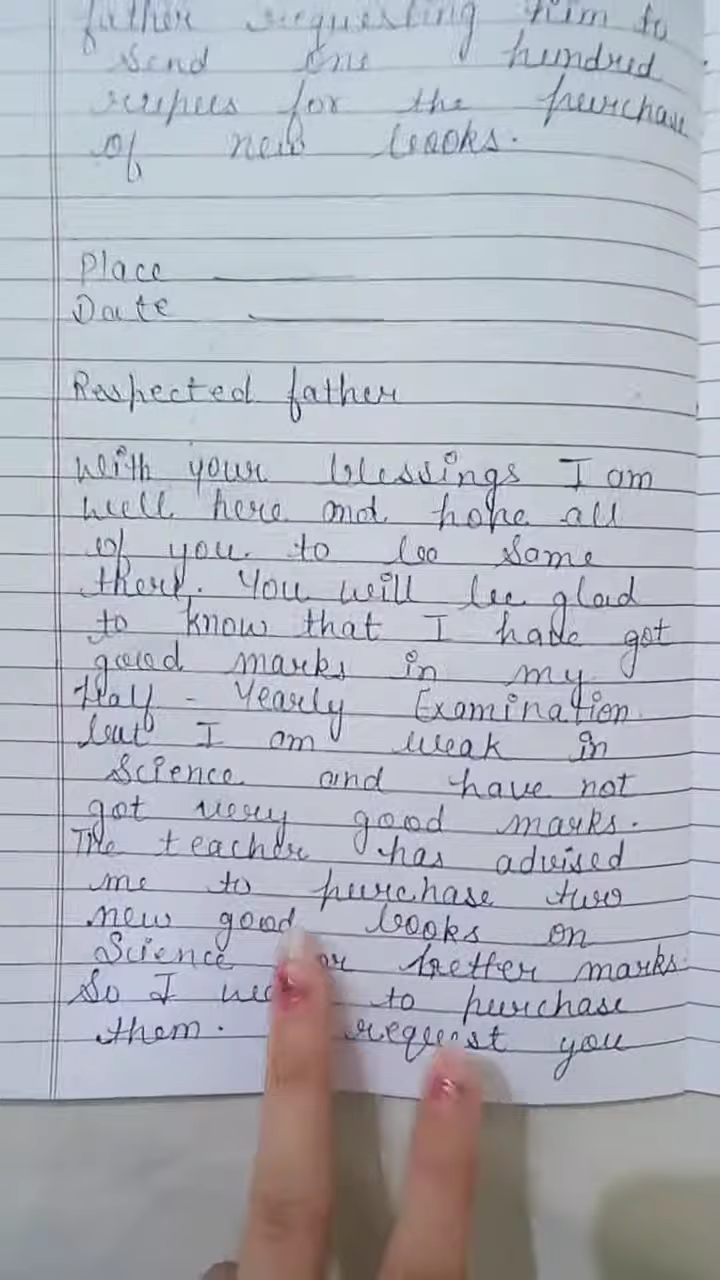 father requesting him to
send one hundred
rupees for the purchase
of new books.
Place
Date
Respected father
With your blessings I am
well here and hope all
of you to be same
there. You will be glad
to know that I have got
good marks in my
Half - Yearly Examination
but I am weak in
Science and have not
got very good marks.
The teacher has advised
me to purchase two
new good books on
Science better marks.
So I to purchase
them. request you